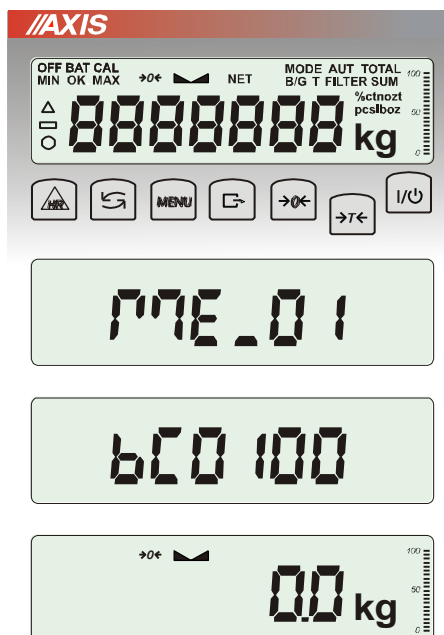 //AXIS
OFF BAT CAL MODE AUT TOTAL 100
MIN OK MAX →0← NET B/G T FILTER SUM
%ctnozt
pcslboz 50
8888888 kg
0
HR MENU →0← →T← I/⏻
ME_01
bC0100
→0← 100
50
0.0 kg
0